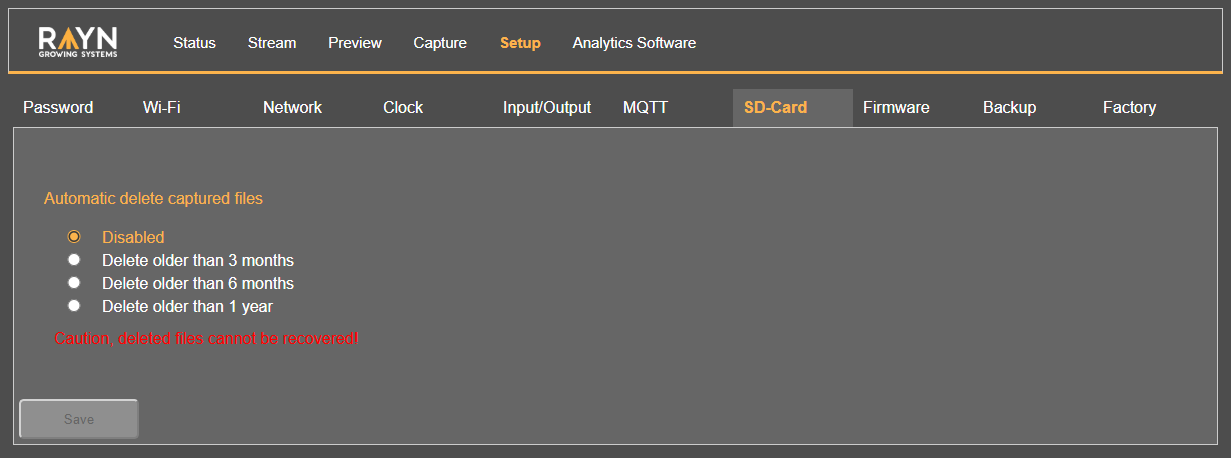 RAYN
GROWING SYSTEMS
Status Stream Preview Capture Setup Analytics Software
Password Wi-Fi Network Clock Input/Output MQTT SD-Card Firmware Backup Factory
Automatic delete captured files
Disabled
Delete older than 3 months
Delete older than 6 months
Delete older than 1 year
Caution, deleted files cannot be recovered!
Save